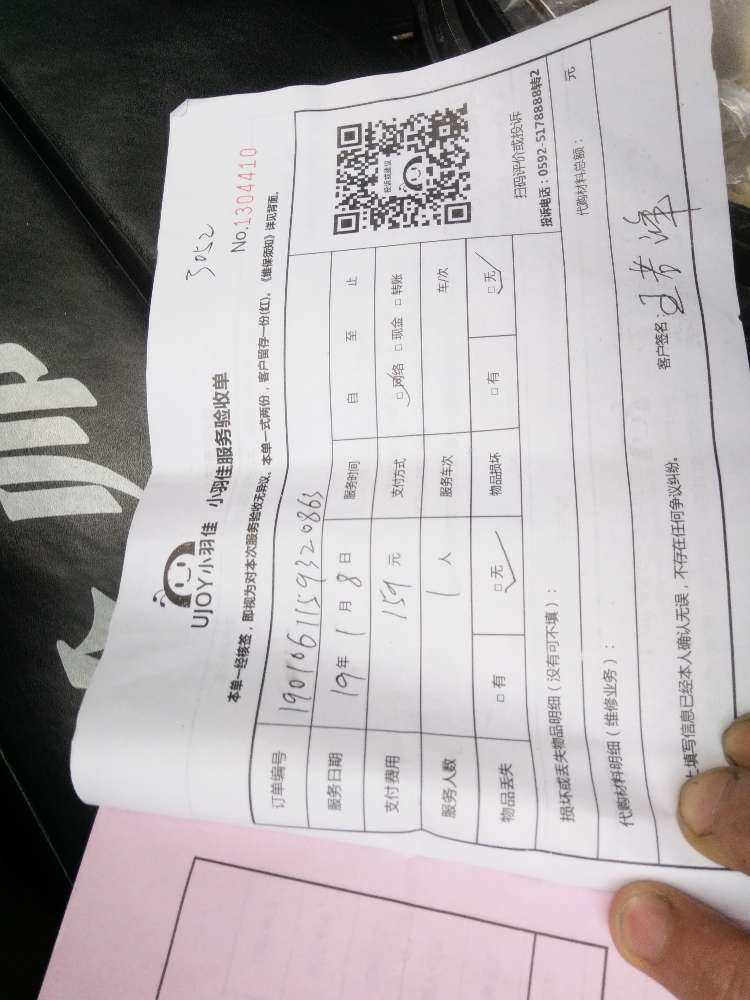 3052
UJOY小羽佳 小羽佳服务验收单
No.1304410
本单一经核签，即视为对本次服务验收无异议。本单一式两份，客户留存一份(红)。《维保须知》详见背面。
订单编号 190106115932086
服务日期 19年1月8日 服务时间 自 至 止
支付费用 159元 支付方式 □网络 □现金 □转账
服务人数 1人 服务车次 车/次
物品丢失 □有 □无 物品损坏 □有 □无
投诉或建议
扫码评价或投诉
投诉电话：0592-5178888转2
损坏或丢失物品明细（没有可不填）：
代购材料明细（维修业务）： 代购材料总额： 元
填写信息已经本人确认无误，不存在任何争议纠纷。 客户签名：